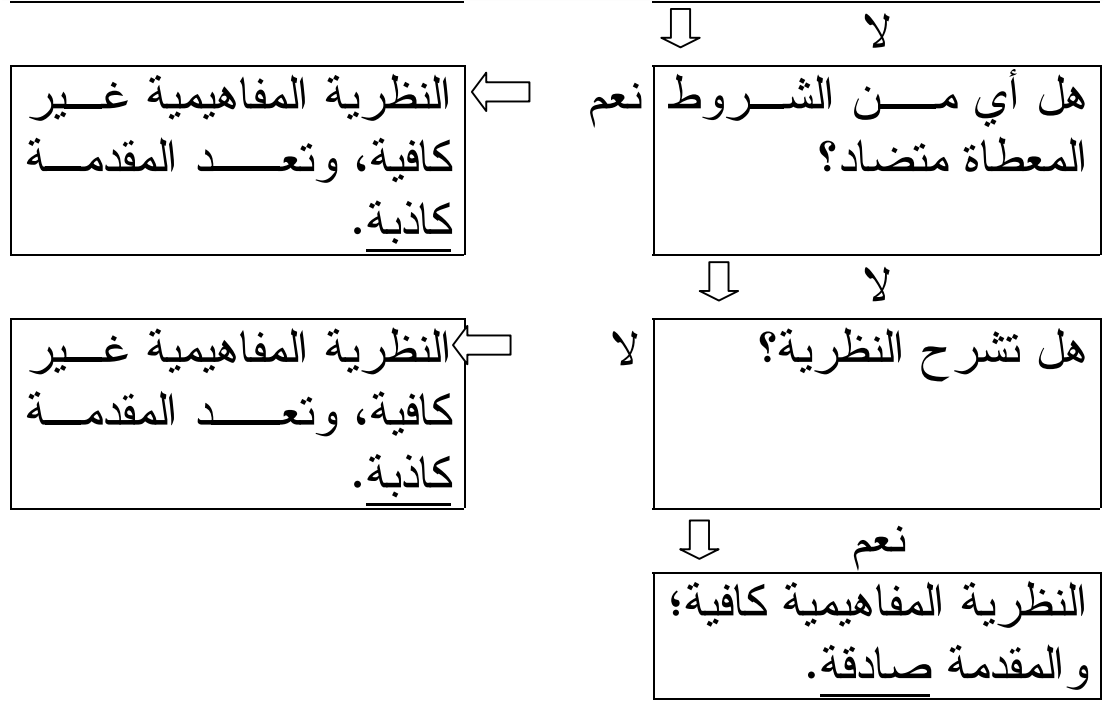 لا
هل أي من الشروط
المعطاة متضاد؟
نعم
النظرية المفاهيمية غير
كافية، وتعد المقدمة
كاذبة.
لا
هل تشرح النظرية؟
لا
النظرية المفاهيمية غير
كافية، وتعد المقدمة
كاذبة.
نعم
النظرية المفاهيمية كافية؛
والمقدمة صادقة.